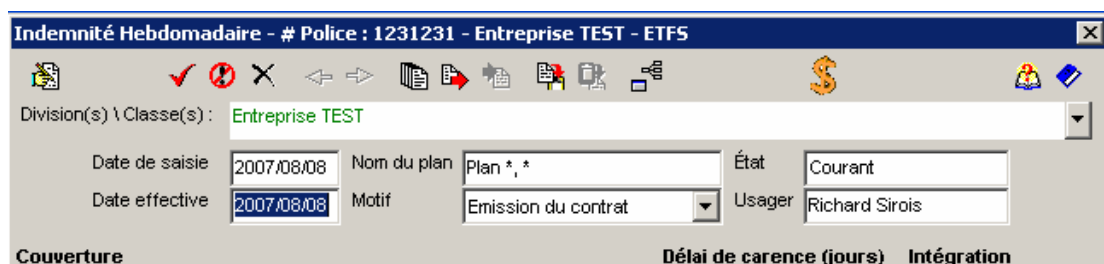 Indemnité Hebdomadaire - # Police : 1231231 - Entreprise TEST - ETFS
Division(s) \ Classe(s) : Entreprise TEST
Date de saisie 2007/08/08 Nom du plan Plan *, * État Courant
Date effective 2007/08/08 Motif Emission du contrat Usager Richard Sirois
Couverture Délai de carence (jours) Intégration